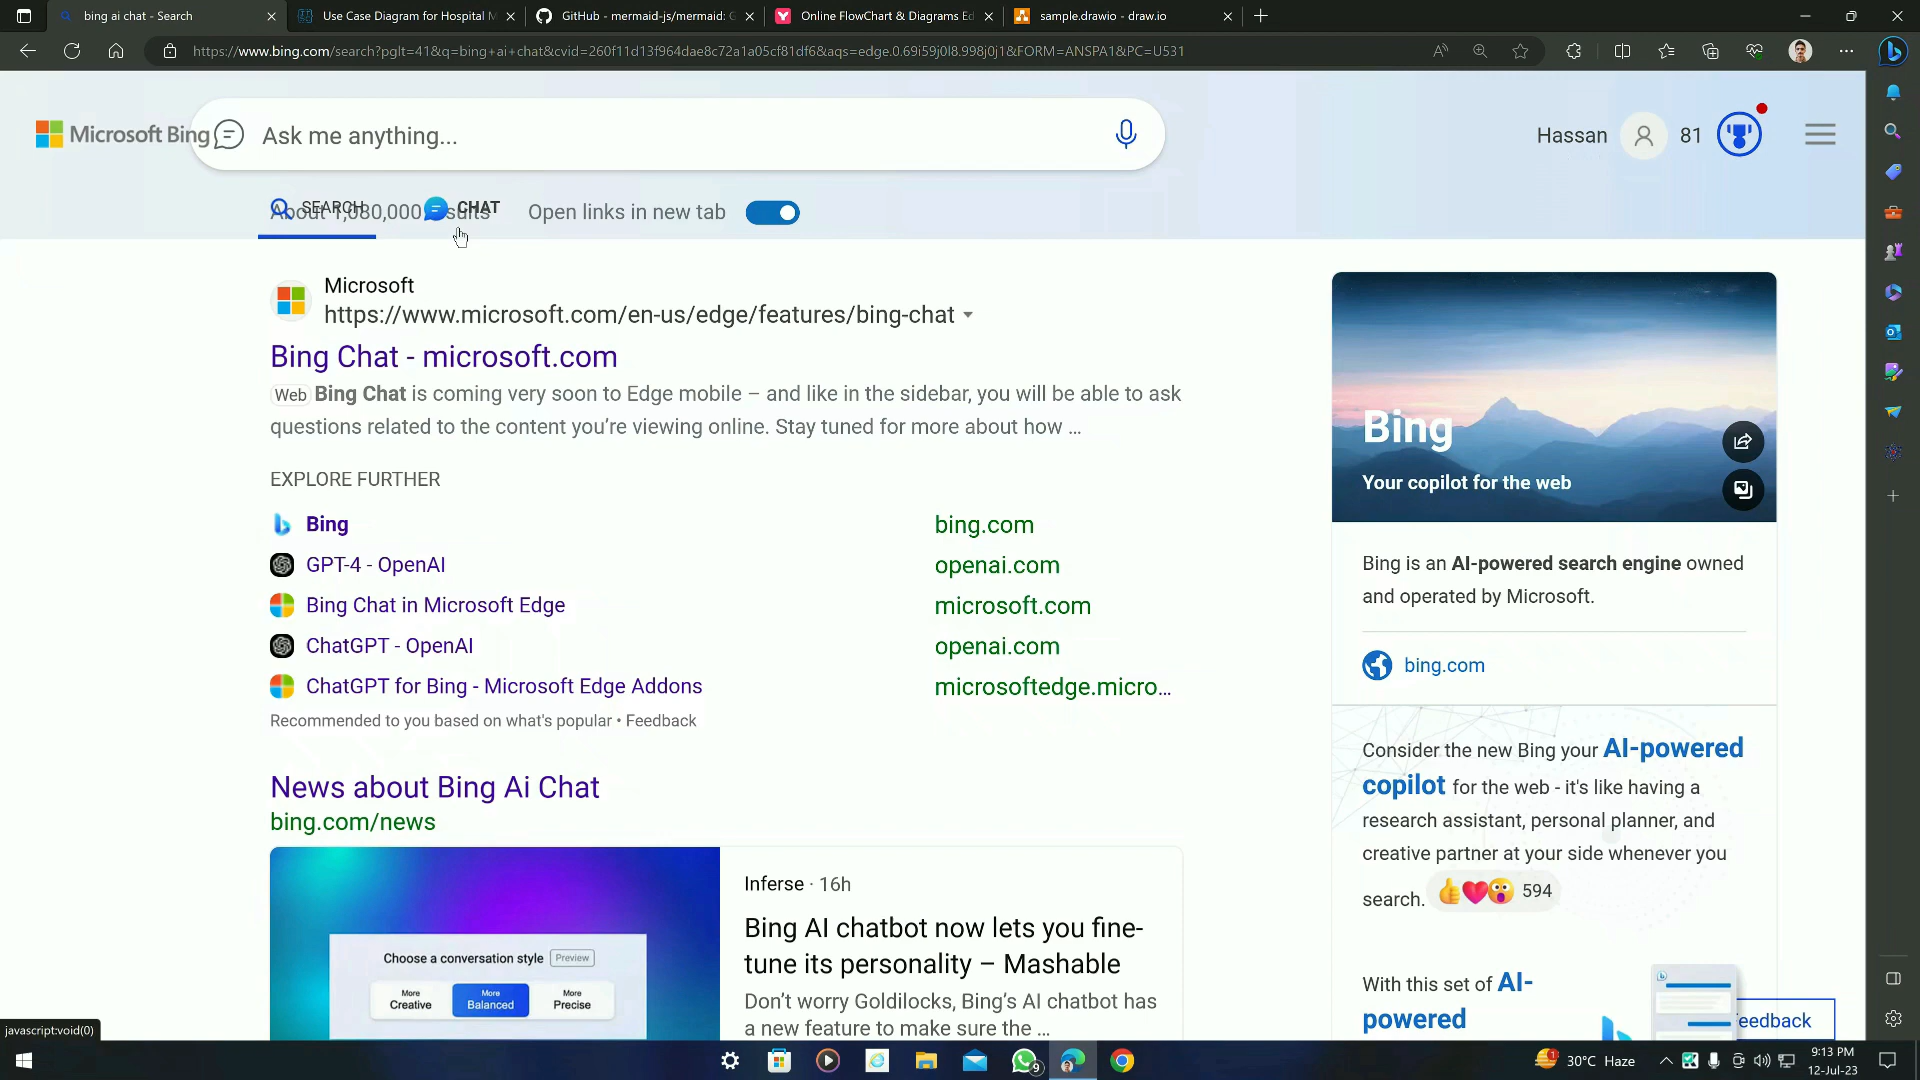 bing ai chat - Search
Use Case Diagram for Hospital M
GitHub - mermaid-js/mermaid: G
Online FlowChart & Diagrams Ed
sample.drawio - draw.io
https://www.bing.com/search?pglt=41&q=bing+ai+chat&cvid=260f11d13f964dae8c72a1a05cf81df6&aqs=edge.0.69i59j0l8.998j0j1&FORM=ANSPA1&PC=U531
Microsoft Bing
Ask me anything...
Hassan
81
SEARCH
CHAT
About 1,080,000 results
Open links in new tab
Microsoft
https://www.microsoft.com/en-us/edge/features/bing-chat
Bing Chat - microsoft.com
Web Bing Chat is coming very soon to Edge mobile – and like in the sidebar, you will be able to ask
questions related to the content you're viewing online. Stay tuned for more about how ...
EXPLORE FURTHER
Bing bing.com
GPT-4 - OpenAI openai.com
Bing Chat in Microsoft Edge microsoft.com
ChatGPT - OpenAI openai.com
ChatGPT for Bing - Microsoft Edge Addons microsoftedge.micro...
Recommended to you based on what's popular • Feedback
News about Bing Ai Chat
bing.com/news
Choose a conversation style Preview
More Creative
More Balanced
More Precise
Inferse · 16h
Bing AI chatbot now lets you fine-
tune its personality – Mashable
Don't worry Goldilocks, Bing's AI chatbot has
a new feature to make sure the ...
Bing
Your copilot for the web
Bing is an AI-powered search engine owned
and operated by Microsoft.
bing.com
Consider the new Bing your AI-powered
copilot for the web - it's like having a
research assistant, personal planner, and
creative partner at your side whenever you
search. 594
With this set of AI-
powered
eedback
javascript:void(0)
9
1
30°C Haze
9:13 PM
12-Jul-23